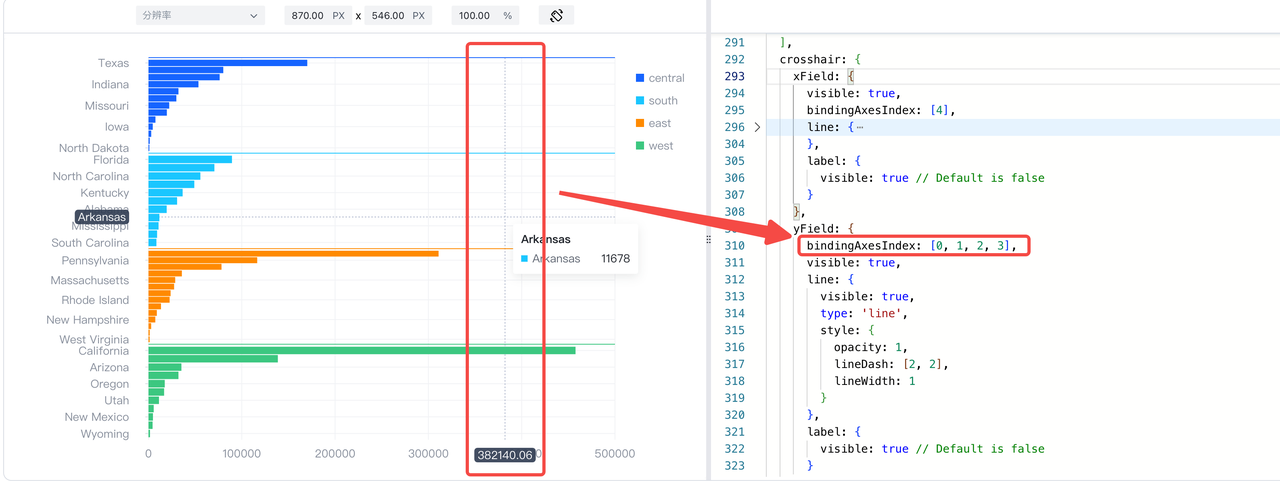 分辨率
870.00 PX x 546.00 PX
100.00 %
Texas
Indiana
Missouri
Iowa
North Dakota
Florida
North Carolina
Kentucky
Alabama
Arkansas
Mississippi
South Carolina
Pennsylvania
Massachusetts
Rhode Island
New Hampshire
West Virginia
California
Arizona
Oregon
Utah
New Mexico
Wyoming
0 100000 200000 300000 382140.06 500000
central
south
east
west
Arkansas
Arkansas 11678
291 ],
292 crosshair: {
293 xField: {
294 visible: true,
295 bindingAxesIndex: [4],
296 line: {⋯
304 },
305 label: {
306 visible: true // Default is false
307 }
308 },
yField: {
310 bindingAxesIndex: [0, 1, 2, 3],
311 visible: true,
312 line: {
313 visible: true,
314 type: 'line',
315 style: {
316 opacity: 1,
317 lineDash: [2, 2],
318 lineWidth: 1
319 }
320 },
321 label: {
322 visible: true // Default is false
323 }